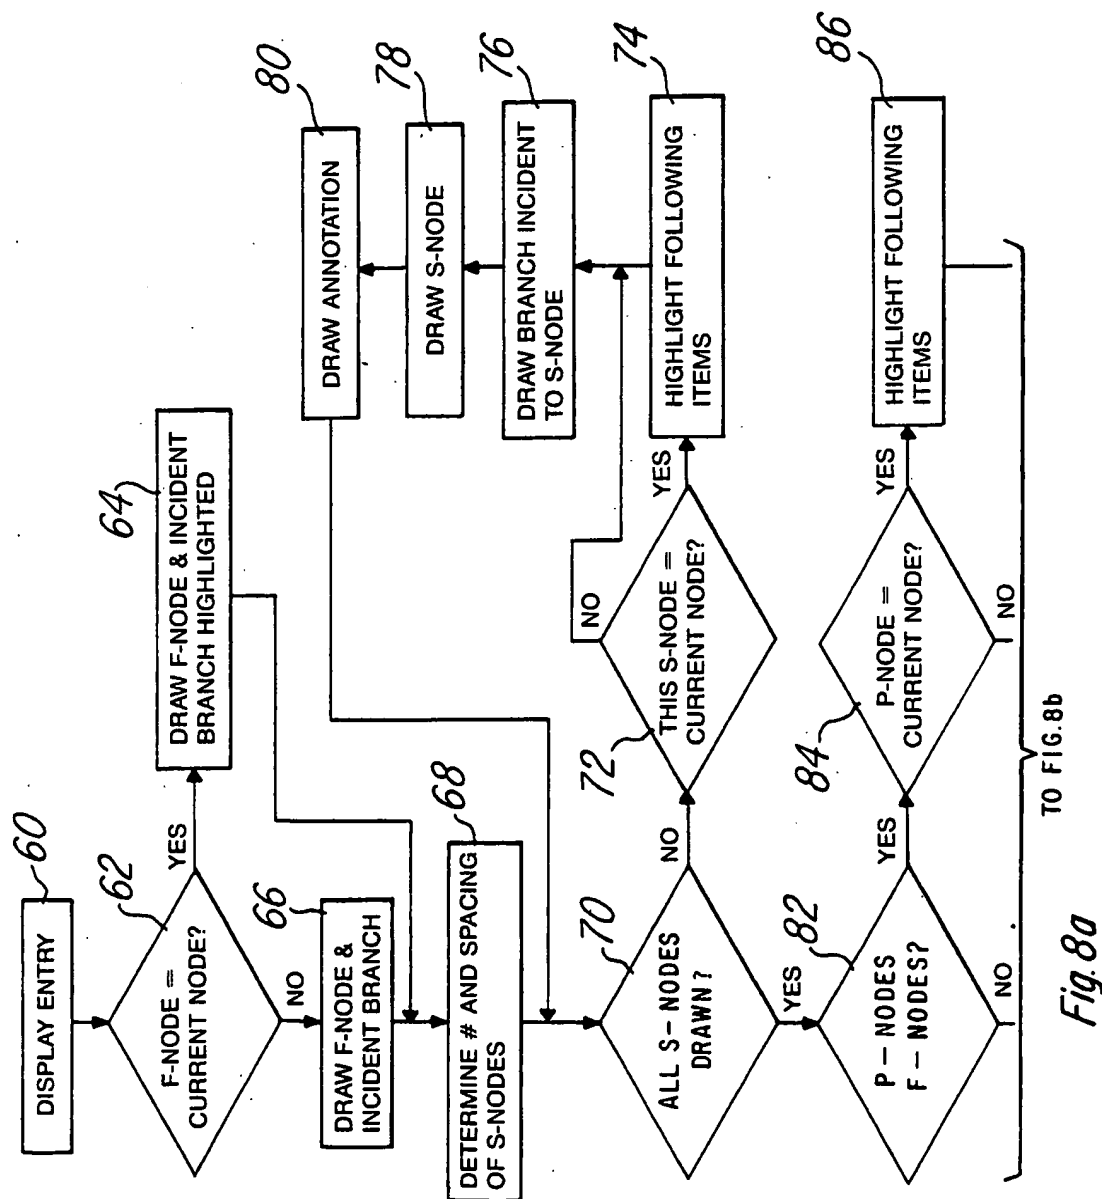 60
DISPLAY ENTRY
62
F-NODE =
CURRENT NODE?
YES
NO
64
DRAW F-NODE & INCIDENT
BRANCH HIGHLIGHTED
66
DRAW F-NODE &
INCIDENT BRANCH
68
DETERMINE # AND SPACING
OF S-NODES
70
ALL S-NODES
DRAWN?
NO
YES
72
THIS S-NODE =
CURRENT NODE?
NO
YES
74
HIGHLIGHT FOLLOWING
ITEMS
76
DRAW BRANCH INCIDENT
TO S-NODE
78
DRAW S-NODE
80
DRAW ANNOTATION
82
P-NODES
F-NODES?
YES
NO
84
P-NODE =
CURRENT NODE?
YES
NO
86
HIGHLIGHT FOLLOWING
ITEMS
TO FIG.8b
Fig.8a